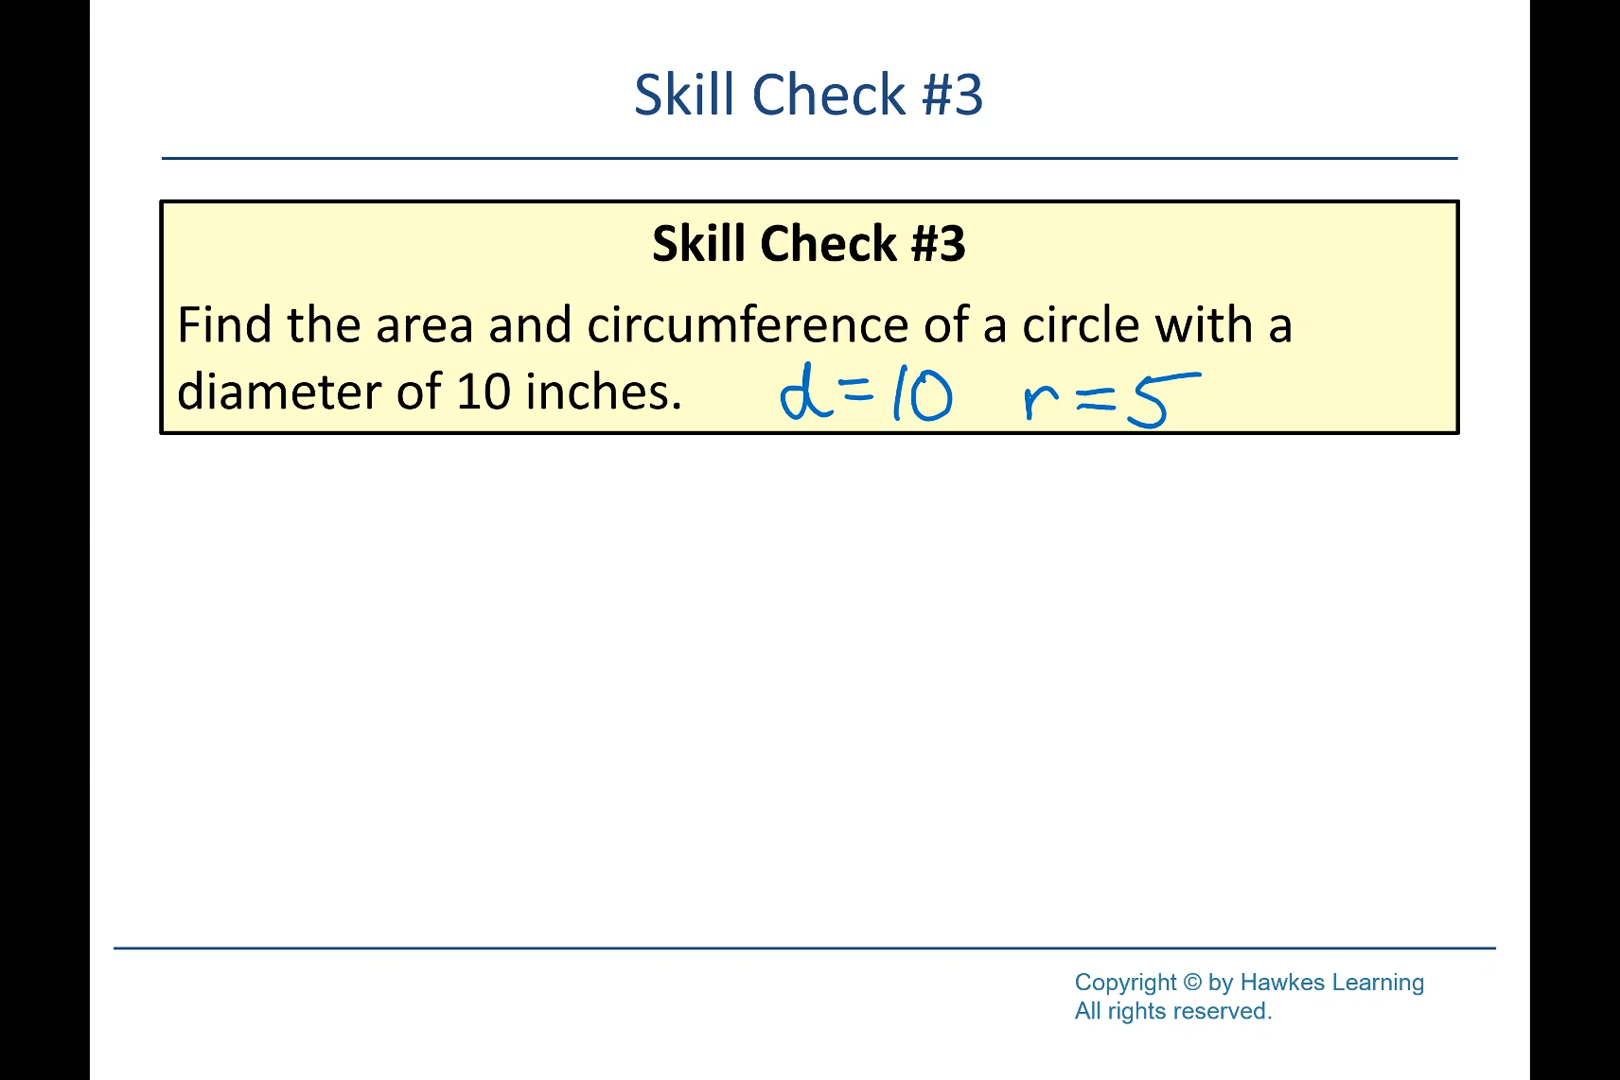 Skill Check #3
Skill Check #3
Find the area and circumference of a circle with a
diameter of 10 inches. d=10 r=5
Copyright © by Hawkes Learning
All rights reserved.